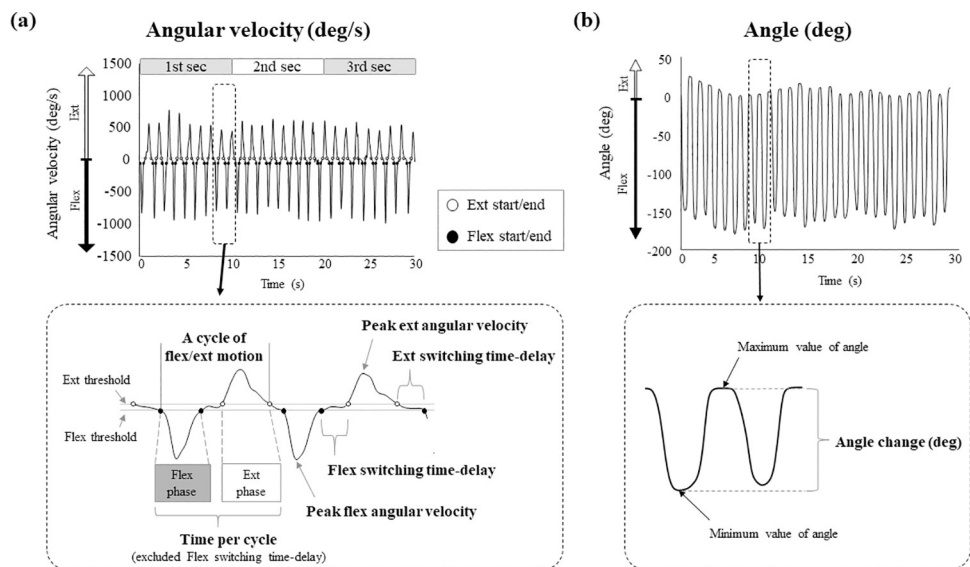 (a)
Angular velocity (deg/s)
1500
1000
500
0
-500
-1000
-1500
Angular velocity (deg/s)
Ext
Flex
1st sec
2nd sec
3rd sec
0
5
10
15
20
25
30
Time (s)
Ext start/end
Flex start/end
A cycle of
flex/ext motion
Peak ext angular velocity
Ext switching time-delay
Ext threshold
Flex threshold
Flex
phase
Ext
phase
Flex switching time-delay
Peak flex angular velocity
Time per cycle
(excluded Flex switching time-delay)
(b)
Angle (deg)
50
0
-50
-100
-150
-200
Angle (deg)
Ext
Flex
0
5
10
15
20
25
30
Time (s)
Maximum value of angle
Angle change (deg)
Minimum value of angle